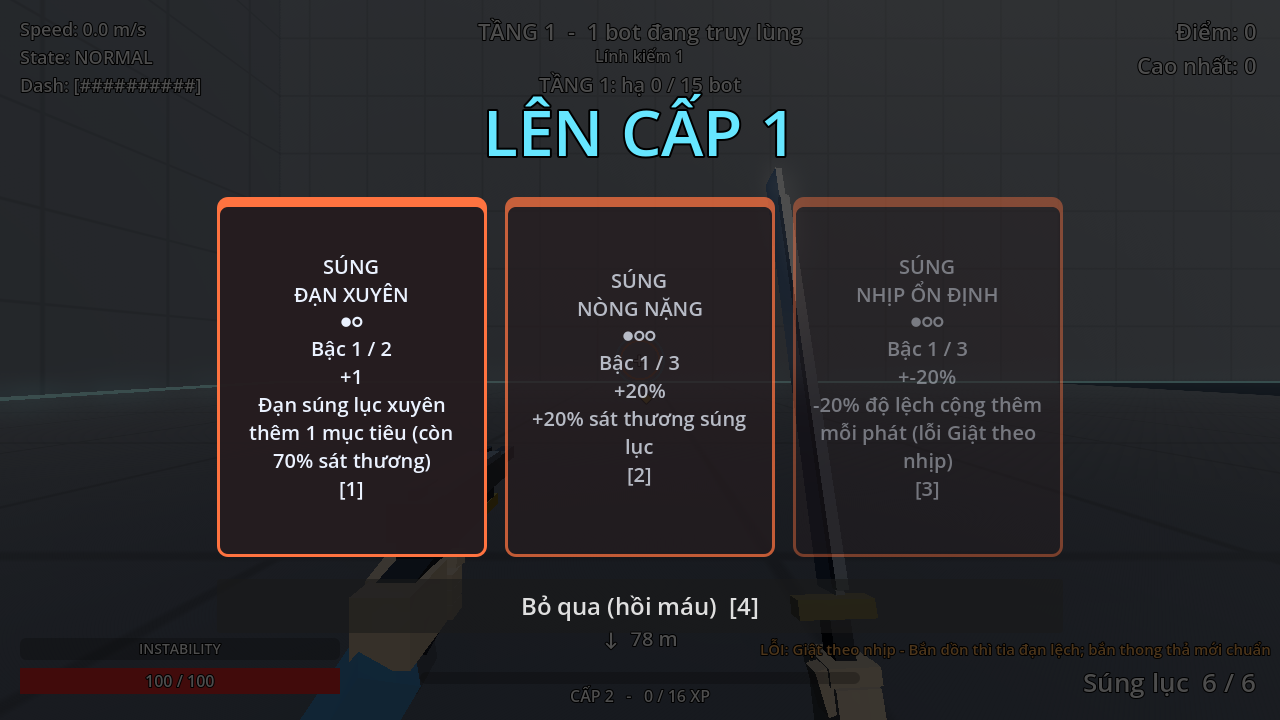 Speed: 0.0 m/s
State: NORMAL
Dash: [##########]
TẦNG 1 - 1 bot đang truy lùng
Lính kiếm 1
TẦNG 1: hạ 0 / 15 bot
Điểm: 0
Cao nhất: 0
LÊN CẤP 1
SÚNG
ĐẠN XUYÊN
Bậc 1 / 2
+1
Đạn súng lục xuyên
thêm 1 mục tiêu (còn
70% sát thương)
[1]
SÚNG
NÒNG NẶNG
Bậc 1 / 3
+20%
+20% sát thương súng
lục
[2]
SÚNG
NHỊP ỔN ĐỊNH
Bậc 1 / 3
+-20%
-20% độ lệch cộng thêm
mỗi phát (lỗi Giật theo
nhịp)
[3]
Bỏ qua (hồi máu) [4]
↓ 78 m
INSTABILITY
100 / 100
CẤP 2 - 0 / 16 XP
LỖI: Giật theo nhịp - Bắn dồn thì tia đạn lệch; bắn thong thả mới chuẩn
Súng lục 6 / 6